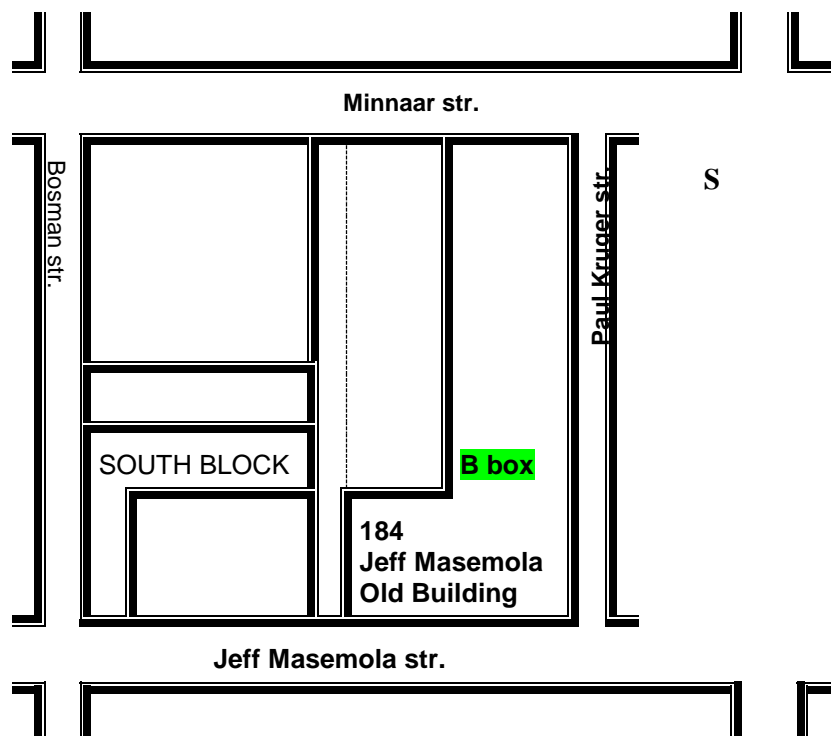 Minnaar str.
Bosman str.
Paul Kruger str.
S
SOUTH BLOCK
B box
184
Jeff Masemola
Old Building
Jeff Masemola str.